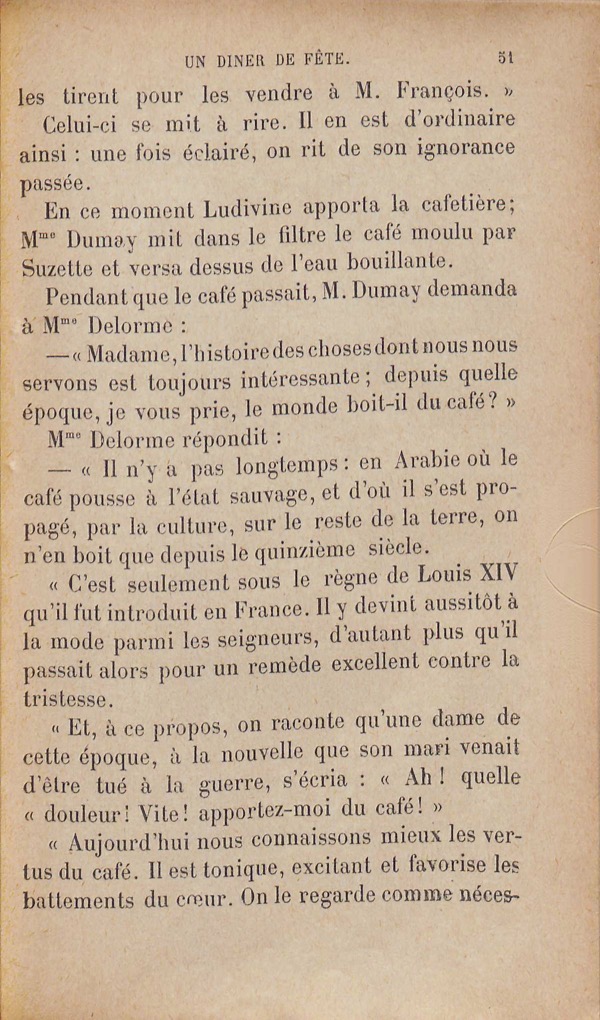 UN DINER DE FÊTE. 51
les tirent pour les vendre à M. François. »
Celui-ci se mit à rire. Il en est d'ordinaire
ainsi : une fois éclairé, on rit de son ignorance
passée.
En ce moment Ludivine apporta la cafetière;
Mme Dumay mit dans le filtre le café moulu par
Suzette et versa dessus de l'eau bouillante.
Pendant que le café passait, M. Dumay demanda
à Mme Delorme :
— « Madame, l'histoire des choses dont nous nous
servons est toujours intéressante ; depuis quelle
époque, je vous prie, le monde boit-il du café? »
Mme Delorme répondit :
— « Il n'y a pas longtemps : en Arabie où le
café pousse à l'état sauvage, et d'où il s'est pro-
pagé, par la culture, sur le reste de la terre, on
n'en boit que depuis le quinzième siècle.
« C'est seulement sous le règne de Louis XIV
qu'il fut introduit en France. Il y devint aussitôt à
la mode parmi les seigneurs, d'autant plus qu'il
passait alors pour un remède excellent contre la
tristesse.
« Et, à ce propos, on raconte qu'une dame de
cette époque, à la nouvelle que son mari venait
d'être tué à la guerre, s'écria : « Ah ! quelle
« douleur! Vite! apportez-moi du café! »
« Aujourd'hui nous connaissons mieux les ver-
tus du café. Il est tonique, excitant et favorise les
battements du cœur. On le regarde comme néces-